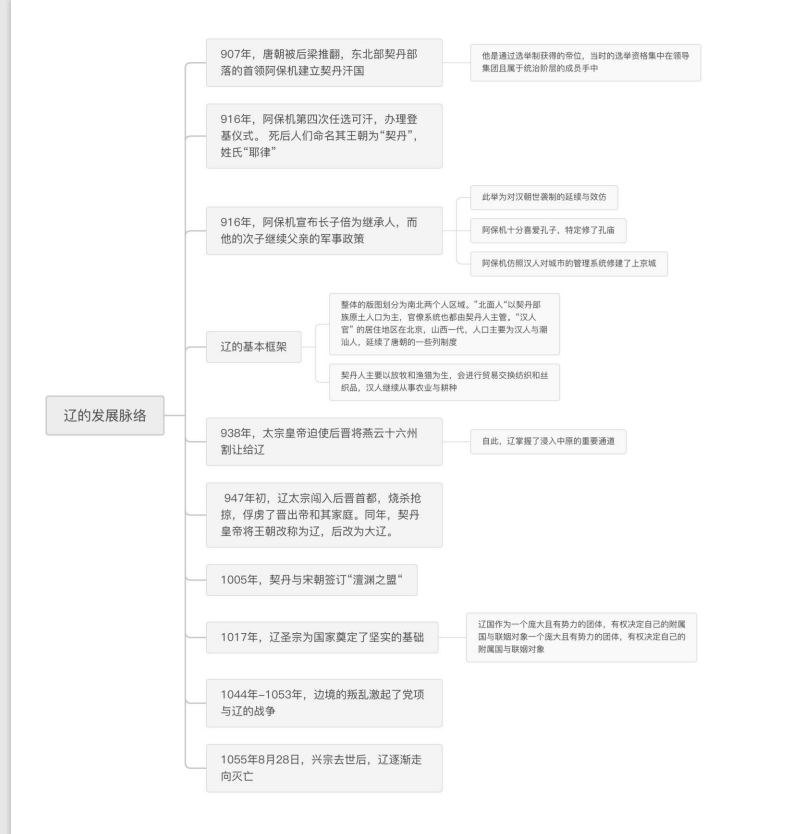 907年，唐朝被后梁推翻，东北部契丹部
落的首领阿保机建立契丹汗国
他是通过选举制获得的帝位，当时的选举资格集中在领导
集团且属于统治阶层的成员手中
916年，阿保机第四次任选可汗，办理登
基仪式。 死后人们命名其王朝为“契丹”，
姓氏“耶律”
916年，阿保机宣布长子倍为继承人，而
他的次子继续父亲的军事政策
此举为对汉朝世袭制的延续与效仿
阿保机十分喜爱孔子，特定修了孔庙
阿保机仿照汉人对城市的管理系统修建了上京城
辽的基本框架
整体的版图划分为南北两个人区域。”北面人“以契丹部
族原土人口为主，官僚系统也都由契丹人主管。“汉人
官”的居住地区在北京，山西一代，人口主要为汉人与潮
汕人，延续了唐朝的一些列制度
契丹人主要以放牧和渔猎为生，会进行贸易交换纺织和丝
织品，汉人继续从事农业与耕种
辽的发展脉络
938年，太宗皇帝迫使后晋将燕云十六州
割让给辽
自此，辽掌握了浸入中原的重要通道
947年初，辽太宗闯入后晋首都，烧杀抢
掠，俘虏了晋出帝和其家庭。同年，契丹
皇帝将王朝改称为辽，后改为大辽。
1005年，契丹与宋朝签订“澶渊之盟“
1017年，辽圣宗为国家奠定了坚实的基础
辽国作为一个庞大且有势力的团体，有权决定自己的附属
国与联姻对象一个庞大且有势力的团体，有权决定自己的
附属国与联姻对象
1044年-1053年，边境的叛乱激起了党项
与辽的战争
1055年8月28日，兴宗去世后，辽逐渐走
向灭亡